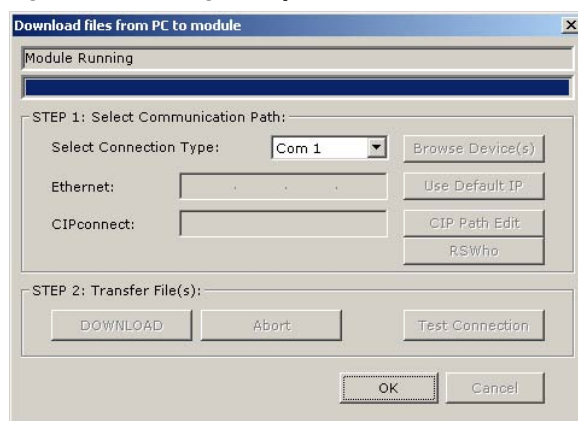 Download files from PC to module
Module Running
STEP 1: Select Communication Path:
Select Connection Type: Com 1 Browse Device(s)
Ethernet: . . . Use Default IP
CIPconnect: CIP Path Edit
RSWho
STEP 2: Transfer File(s):
DOWNLOAD Abort Test Connection
OK Cancel